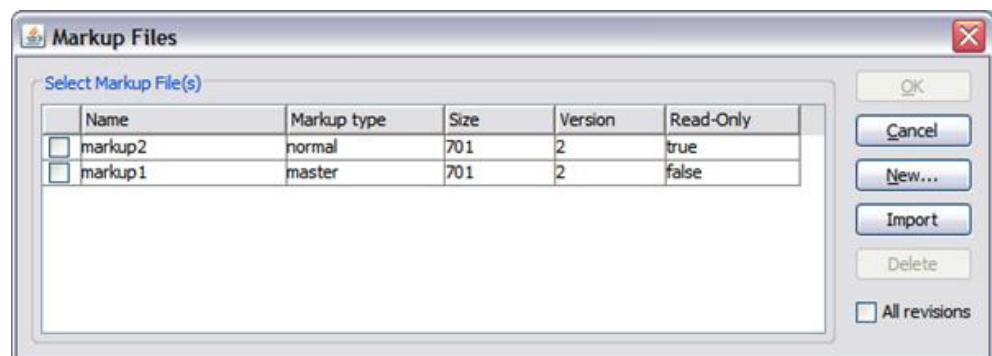 Markup Files
Select Markup File(s)
Name Markup type Size Version Read-Only
markup2 normal 701 2 true
markup1 master 701 2 false
OK
Cancel
New...
Import
Delete
All revisions